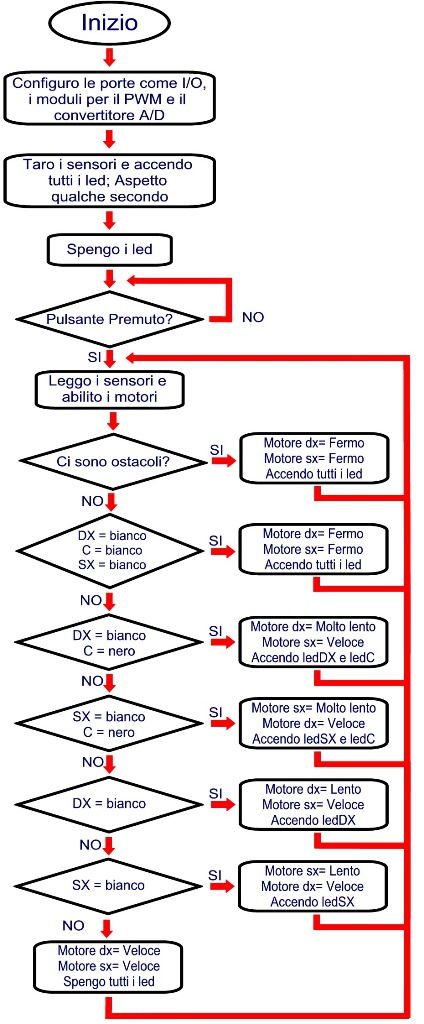 Inizio
Configuro le porte come I/O,
i moduli per il PWM e il
convertitore A/D
Taro i sensori e accendo
tutti i led; Aspetto
qualche secondo
Spengo i led
Pulsante Premuto?
NO
SI
Leggo i sensori e
abilito i motori
Ci sono ostacoli?
SI
Motore dx= Fermo
Motore sx= Fermo
Accendo tutti i led
NO
DX = bianco
C = bianco
SX = bianco
SI
Motore dx= Fermo
Motore sx= Fermo
Accendo tutti i led
NO
DX = bianco
C = nero
SI
Motore dx= Molto lento
Motore sx= Veloce
Accendo ledDX e ledC
NO
SX = bianco
C = nero
SI
Motore sx= Molto lento
Motore dx= Veloce
Accendo ledSX e ledC
NO
DX = bianco
SI
Motore dx= Lento
Motore sx= Veloce
Accendo ledDX
NO
SX = bianco
SI
Motore sx= Lento
Motore dx= Veloce
Accendo ledSX
NO
Motore dx= Veloce
Motore sx= Veloce
Spengo tutti i led